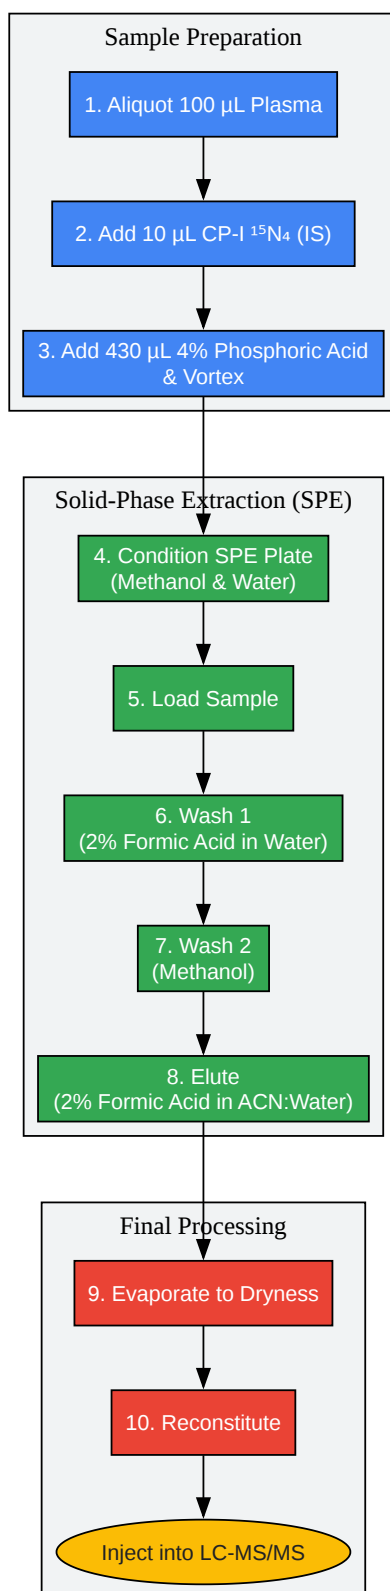 Sample Preparation
1. Aliquot 100 µL Plasma
2. Add 10 µL CP-I ¹⁵N₄ (IS)
3. Add 430 µL 4% Phosphoric Acid
& Vortex
Solid-Phase Extraction (SPE)
4. Condition SPE Plate
(Methanol & Water)
5. Load Sample
6. Wash 1
(2% Formic Acid in Water)
7. Wash 2
(Methanol)
8. Elute
(2% Formic Acid in ACN:Water)
Final Processing
9. Evaporate to Dryness
10. Reconstitute
Inject into LC-MS/MS